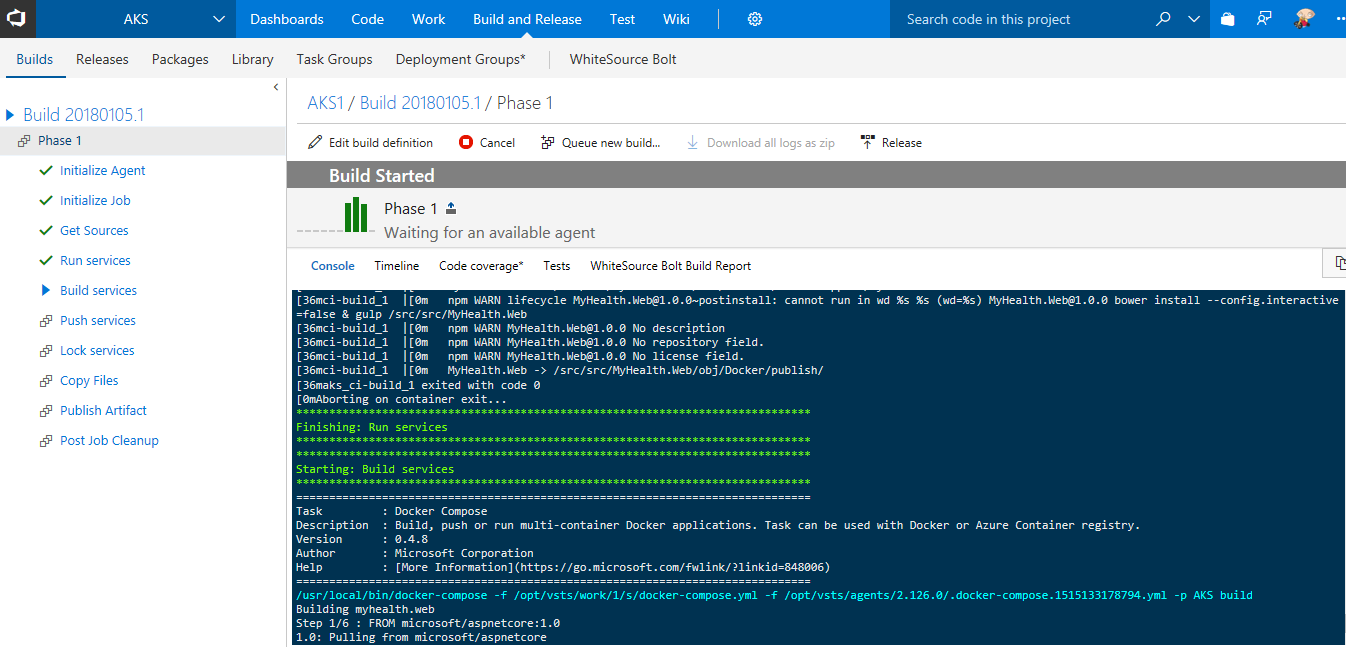 AKS
Dashboards Code Work Build and Release Test Wiki
Search code in this project
Builds Releases Packages Library Task Groups Deployment Groups* WhiteSource Bolt
Build 20180105.1
Phase 1
Initialize Agent
Initialize Job
Get Sources
Run services
Build services
Push services
Lock services
Copy Files
Publish Artifact
Post Job Cleanup
AKS1 / Build 20180105.1 / Phase 1
Edit build definition Cancel Queue new build... Download all logs as zip Release
Build Started
Phase 1
Waiting for an available agent
Console Timeline Code coverage* Tests WhiteSource Bolt Build Report
[36mci-build_1 |[0m npm WARN lifecycle MyHealth.Web@1.0.0~postinstall: cannot run in wd %s %s (wd=%s) MyHealth.Web@1.0.0 bower install --config.interactive
=false & gulp /src/src/MyHealth.Web
[36mci-build_1 |[0m npm WARN MyHealth.Web@1.0.0 No description
[36mci-build_1 |[0m npm WARN MyHealth.Web@1.0.0 No repository field.
[36mci-build_1 |[0m npm WARN MyHealth.Web@1.0.0 No license field.
[36mci-build_1 |[0m MyHealth.Web -> /src/src/MyHealth.Web/obj/Docker/publish/
[36maks_ci-build_1 exited with code 0
[0mAborting on container exit...
******************************************************************************
Finishing: Run services
******************************************************************************
******************************************************************************
Starting: Build services
******************************************************************************
==============================================================================
Task : Docker Compose
Description : Build, push or run multi-container Docker applications. Task can be used with Docker or Azure Container registry.
Version : 0.4.8
Author : Microsoft Corporation
Help : [More Information](https://go.microsoft.com/fwlink/?linkid=848006)
==============================================================================
/usr/local/bin/docker-compose -f /opt/vsts/work/1/s/docker-compose.yml -f /opt/vsts/agents/2.126.0/.docker-compose.1515133178794.yml -p AKS build
Building myhealth.web
Step 1/6 : FROM microsoft/aspnetcore:1.0
1.0: Pulling from microsoft/aspnetcore